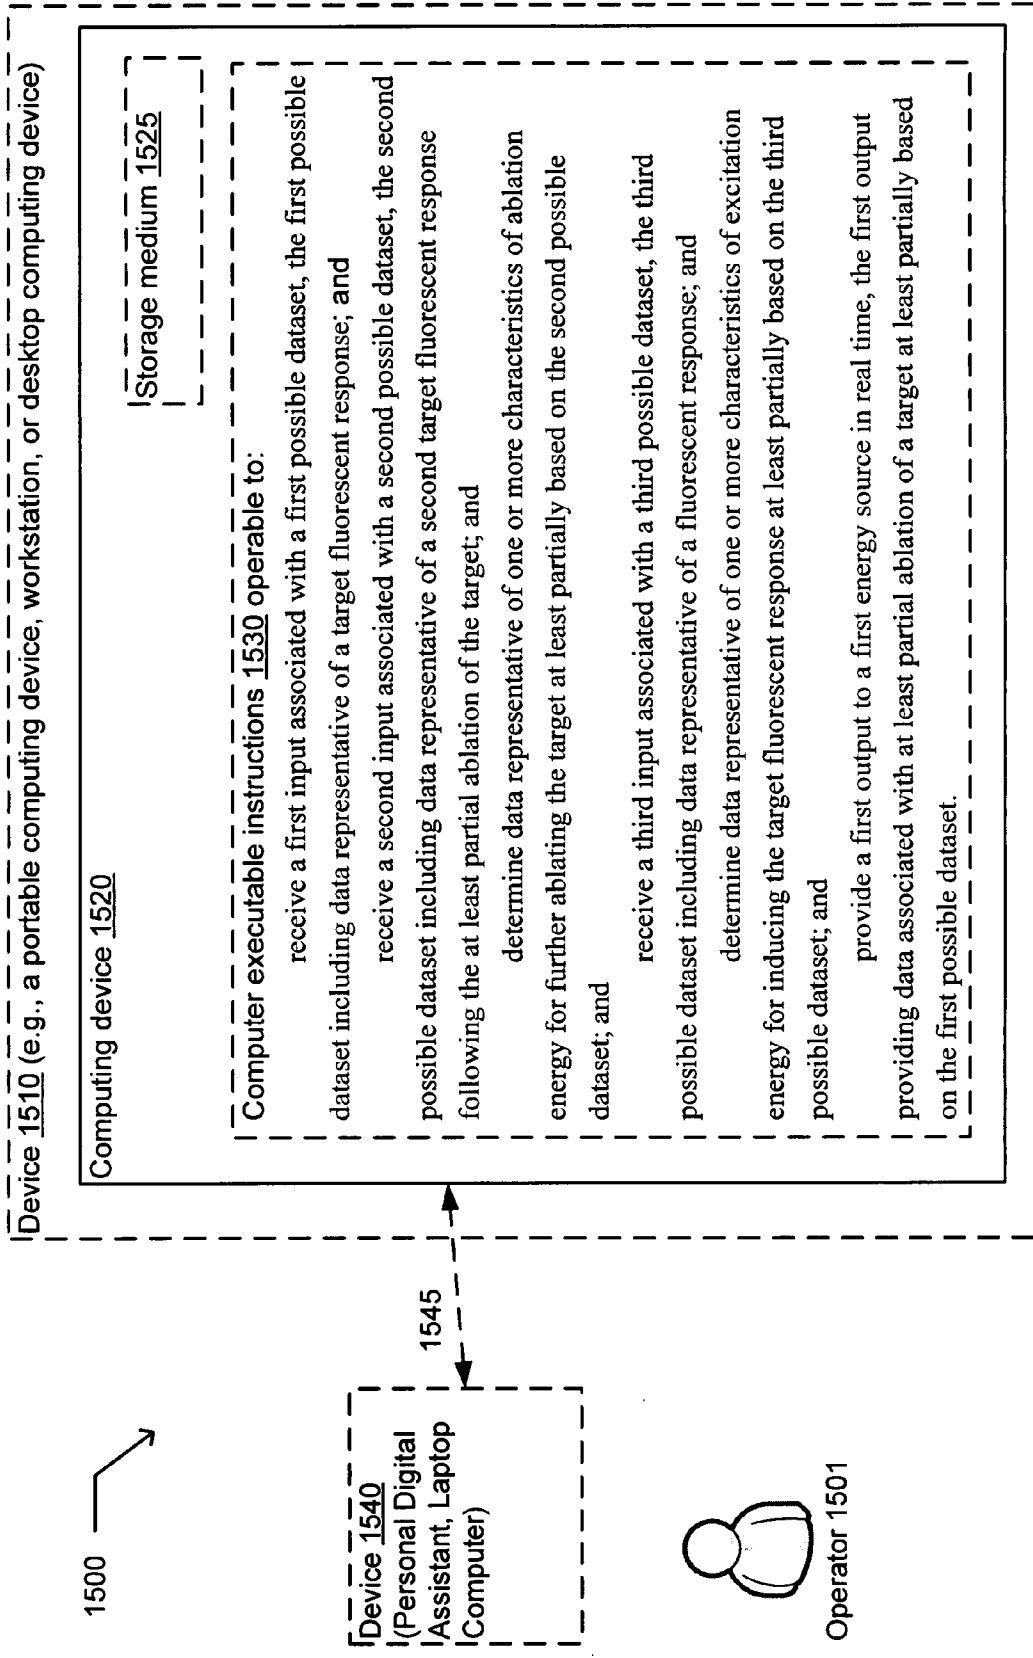 1500
Device 1510 (e.g., a portable computing device, workstation, or desktop computing device)
Computing device 1520
Storage medium 1525
Computer executable instructions 1530 operable to:
receive a first input associated with a first possible dataset, the first possible
dataset including data representative of a target fluorescent response; and
receive a second input associated with a second possible dataset, the second
possible dataset including data representative of a second target fluorescent response
following the at least partial ablation of the target; and
determine data representative of one or more characteristics of ablation
energy for further ablating the target at least partially based on the second possible
dataset; and
receive a third input associated with a third possible dataset, the third
possible dataset including data representative of a fluorescent response; and
determine data representative of one or more characteristics of excitation
energy for inducing the target fluorescent response at least partially based on the third
possible dataset; and
provide a first output to a first energy source in real time, the first output
providing data associated with at least partial ablation of a target at least partially based
on the first possible dataset.
1545
Device 1540
(Personal Digital
Assistant, Laptop
Computer)
Operator 1501